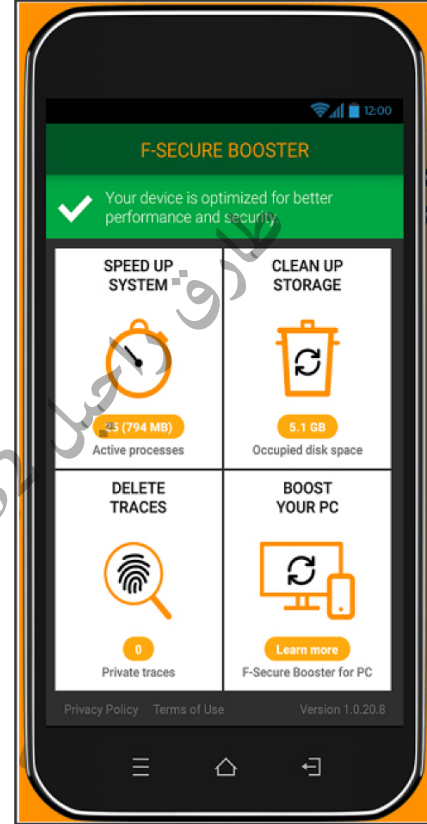 12:00
F-SECURE BOOSTER
Your device is optimized for better
performance and security.
SPEED UP
SYSTEM
CLEAN UP
STORAGE
(794 MB)
Active processes
5.1 GB
Occupied disk space
DELETE
TRACES
BOOST
YOUR PC
0
Private traces
Learn more
F-Secure Booster for PC
Privacy Policy Terms of Use Version 1.0.20.8
طارق راحيل